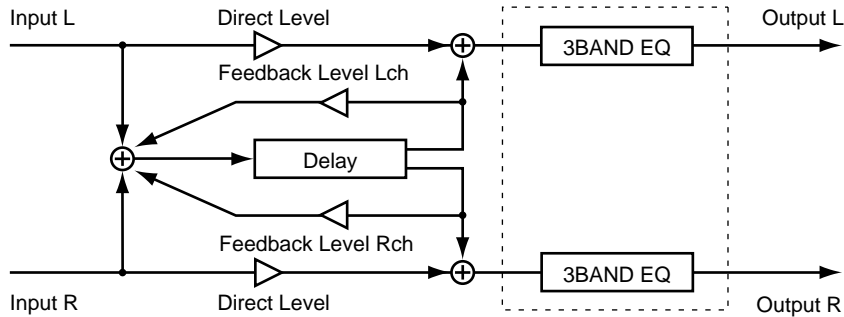 Input L
Direct Level
Output L
3BAND EQ
Feedback Level Lch
Delay
Feedback Level Rch
3BAND EQ
Input R
Direct Level
Output R